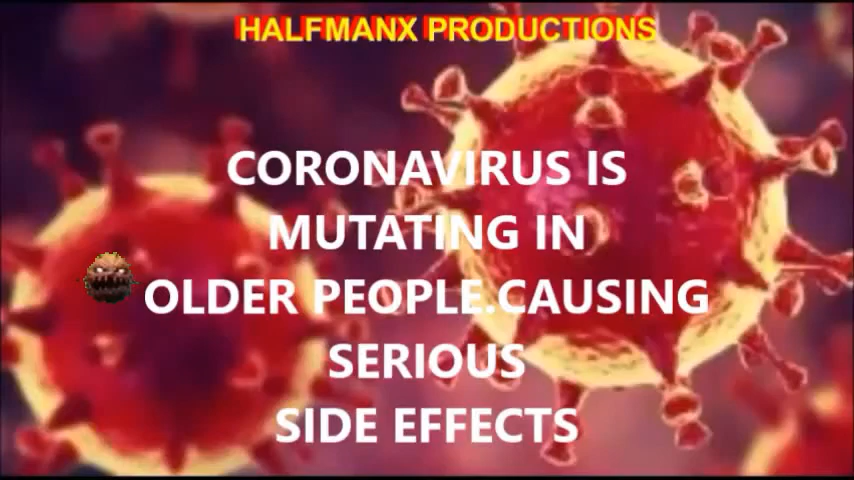 HALFMANX PRODUCTIONS
CORONAVIRUS IS
MUTATING IN
OLDER PEOPLE.CAUSING
SERIOUS
SIDE EFFECTS